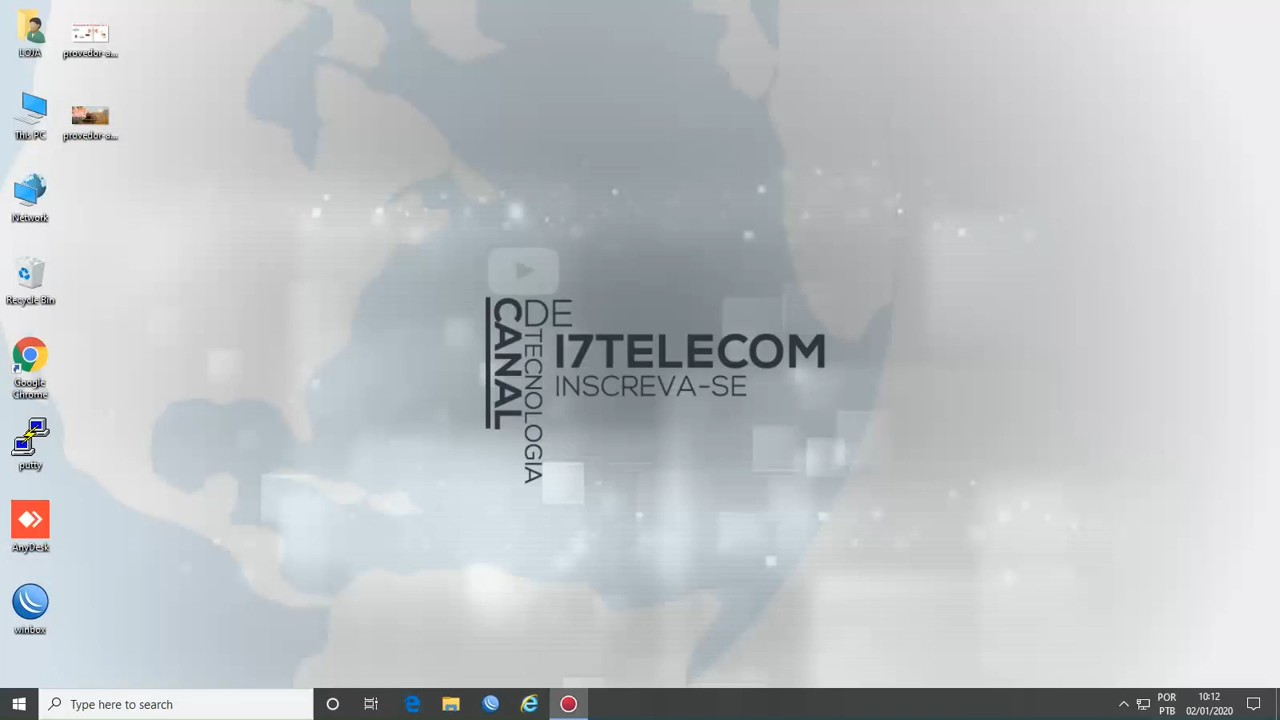 LOJA
provedor-a...
This PC
provedor-a...
Network
Recycle Bin
Google
Chrome
putty
AnyDesk
winbox
CANAL
DE
TECNOLOGIA
I7TELECOM
INSCREVA-SE
Type here to search
POR
PTB
10:12
02/01/2020